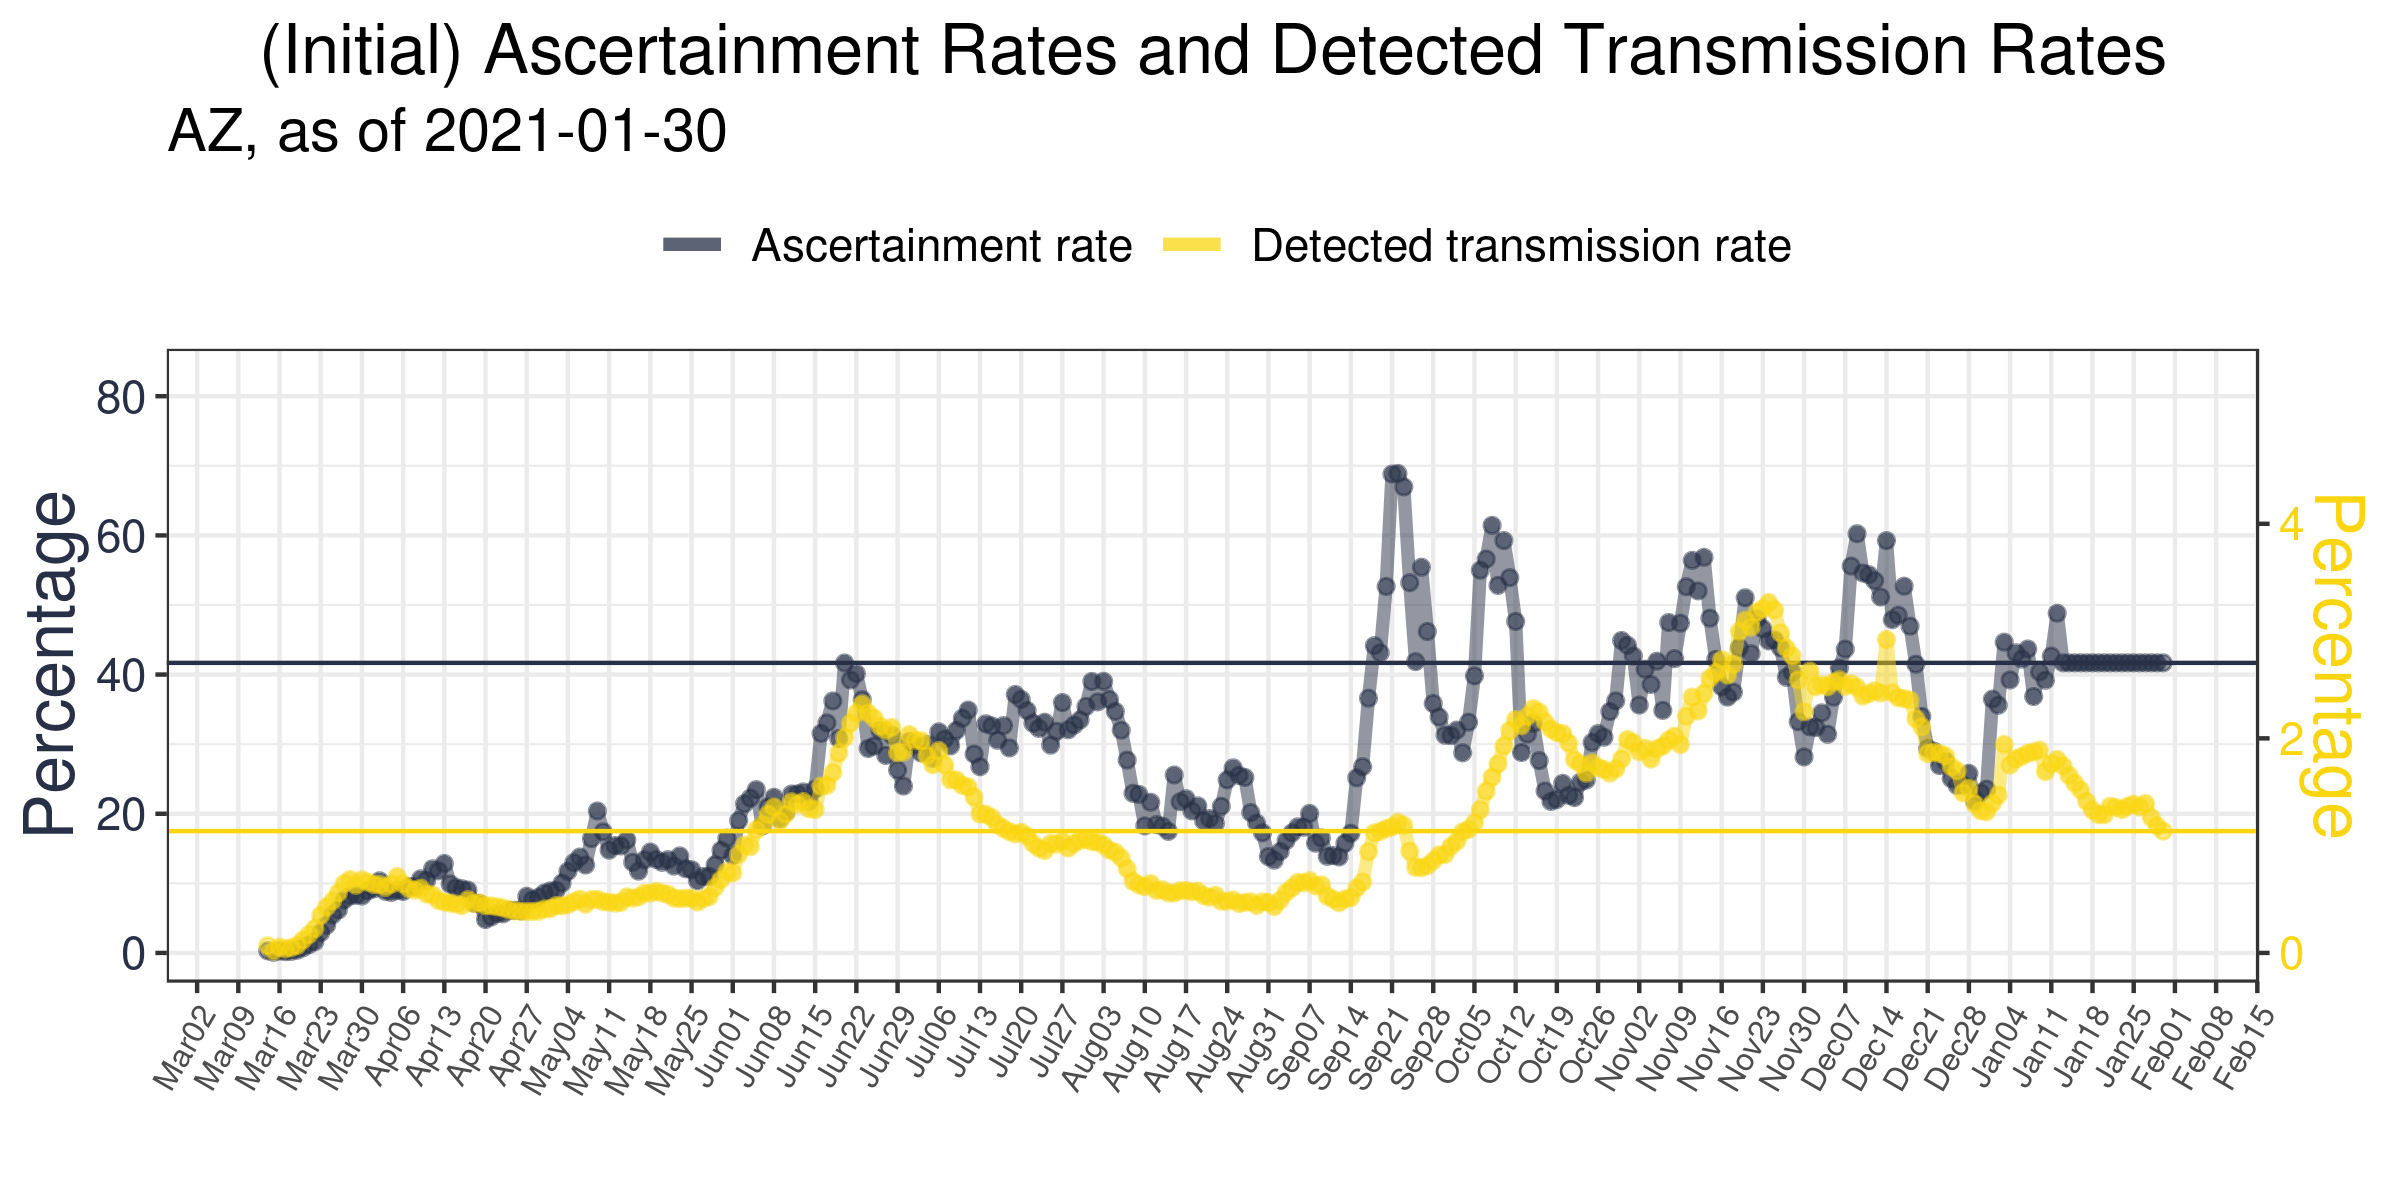 (Initial) Ascertainment Rates and Detected Transmission Rates
AZ, as of 2021-01-30
Ascertainment rate
Detected transmission rate
Percentage
80
60
40
20
0
Percentage
4
2
0
Mar02
Mar09
Mar16
Mar23
Mar30
Apr06
Apr13
Apr20
Apr27
May04
May11
May18
May25
Jun01
Jun08
Jun15
Jun22
Jun29
Jul06
Jul13
Jul20
Jul27
Aug03
Aug10
Aug17
Aug24
Aug31
Sep07
Sep14
Sep21
Sep28
Oct05
Oct12
Oct19
Oct26
Nov02
Nov09
Nov16
Nov23
Nov30
Dec07
Dec14
Dec21
Dec28
Jan04
Jan11
Jan18
Jan25
Feb01
Feb08
Feb15